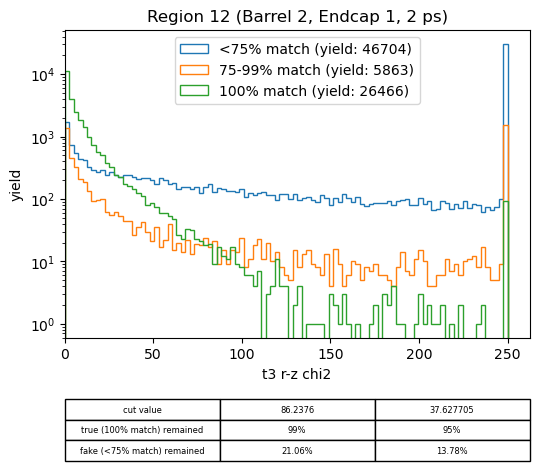 Region 12 (Barrel 2, Endcap 1, 2 ps)
<75% match (yield: 46704)
75-99% match (yield: 5863)
100% match (yield: 26466)
yield
10⁴
10³
10²
10¹
10⁰
0 50 100 150 200 250
t3 r-z chi2
cut value 86.2376 37.627705
true (100% match) remained 99% 95%
fake (<75% match) remained 21.06% 13.78%